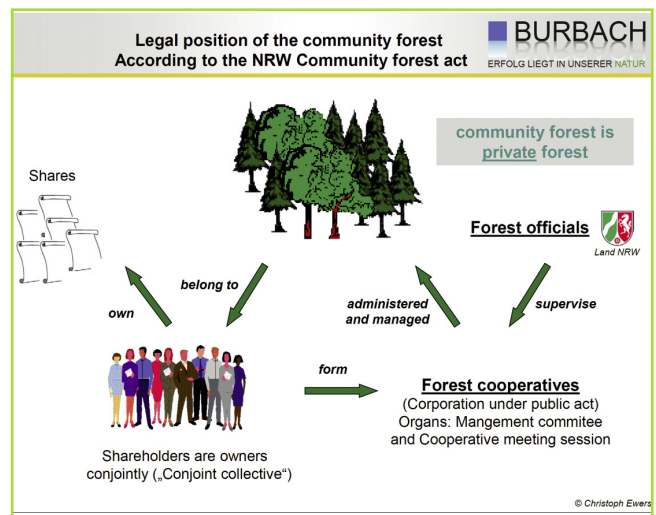 Legal position of the community forest
According to the NRW Community forest act
BURBACH
ERFOLG LIEGT IN UNSERER NATUR
community forest is
private forest
Shares
Forest officials
Land NRW
belong to
own
administered
and managed
supervise
form
Forest cooperatives
(Corporation under public act)
Organs: Mangement commitee
and Cooperative meeting session
Shareholders are owners
conjointly („Conjoint collective“)
© Christoph Ewers